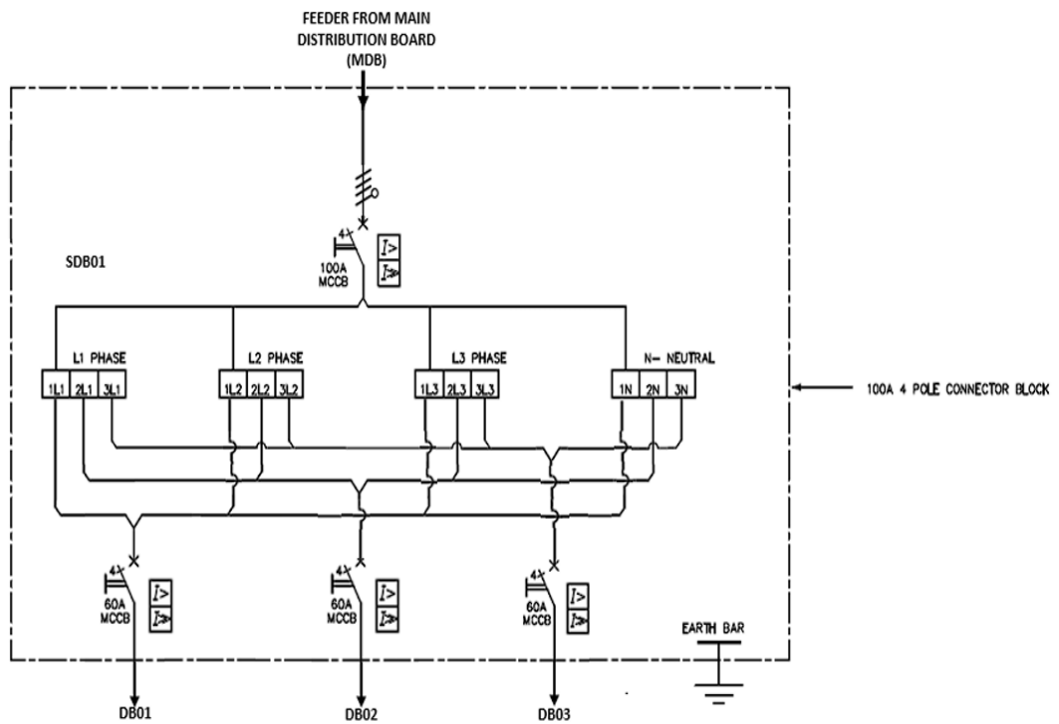 FEEDER FROM MAIN
DISTRIBUTION BOARD
(MDB)
4
I>
I≫
100A
MCCB
SDB01
L1 PHASE
L2 PHASE
L3 PHASE
N- NEUTRAL
1L1 2L1 3L1
1L2 2L2 3L2
1L3 2L3 3L3
1N 2N 3N
100A 4 POLE CONNECTOR BLOCK
4
60A
MCCB
I>
I≫
4
60A
MCCB
I>
I≫
4
60A
MCCB
I>
I≫
EARTH BAR
DB01
DB02
DB03